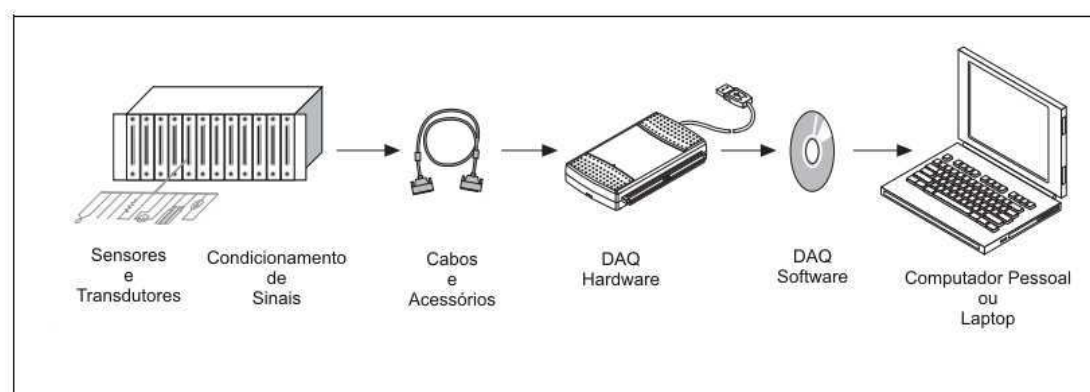 Sensores
e
Transdutores
Condicionamento
de
Sinais
Cabos
e
Acessórios
DAQ
Hardware
DAQ
Software
Computador Pessoal
ou
Laptop